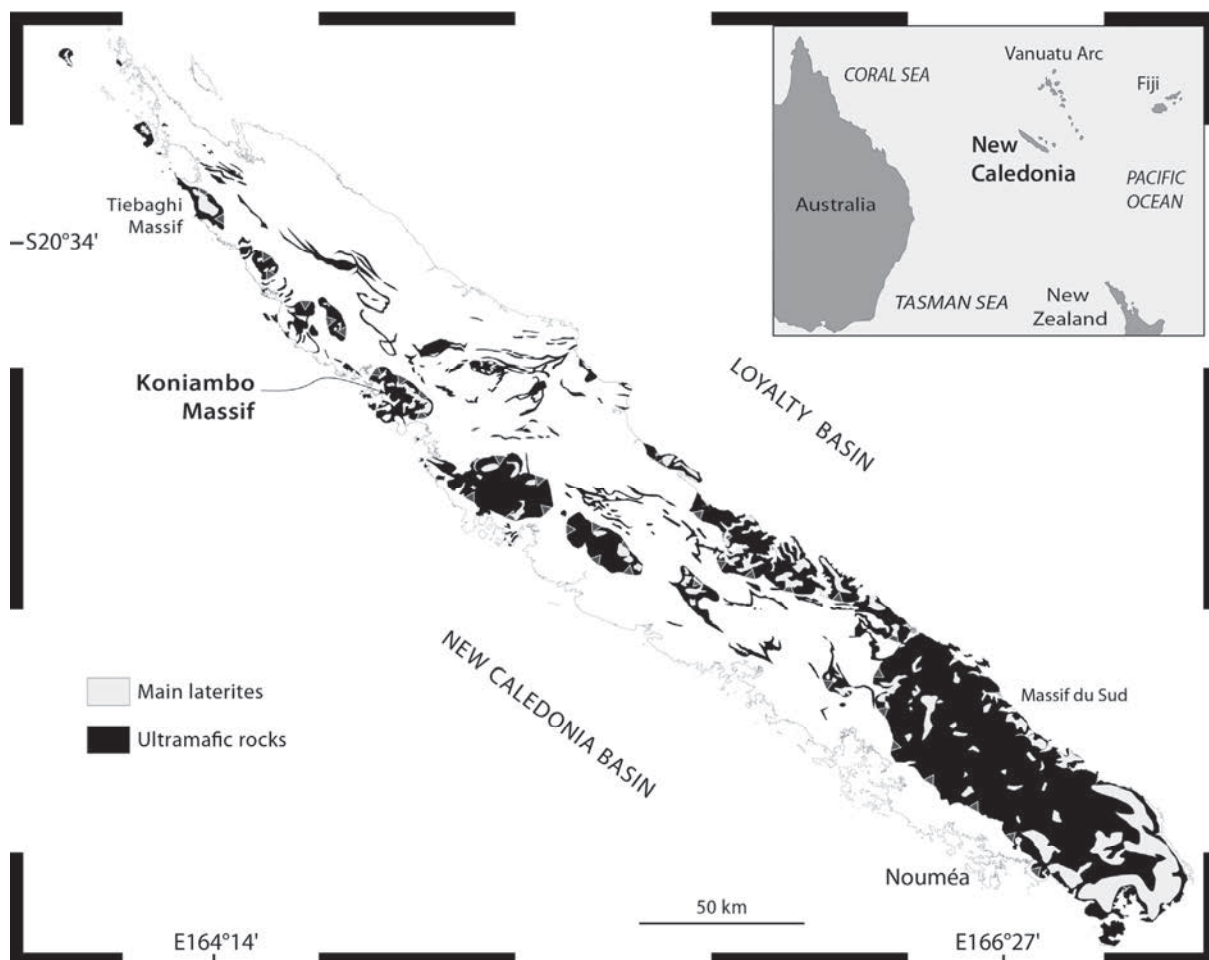 CORAL SEA
Vanuatu Arc
Fiji
New
Caledonia
PACIFIC
OCEAN
Australia
TASMAN SEA
New
Zealand
Tiebaghi
Massif
S20°34'
Koniambo
Massif
LOYALTY BASIN
NEW CALEDONIA BASIN
Main laterites
Ultramafic rocks
Massif du Sud
Nouméa
50 km
E164°14'
E166°27'